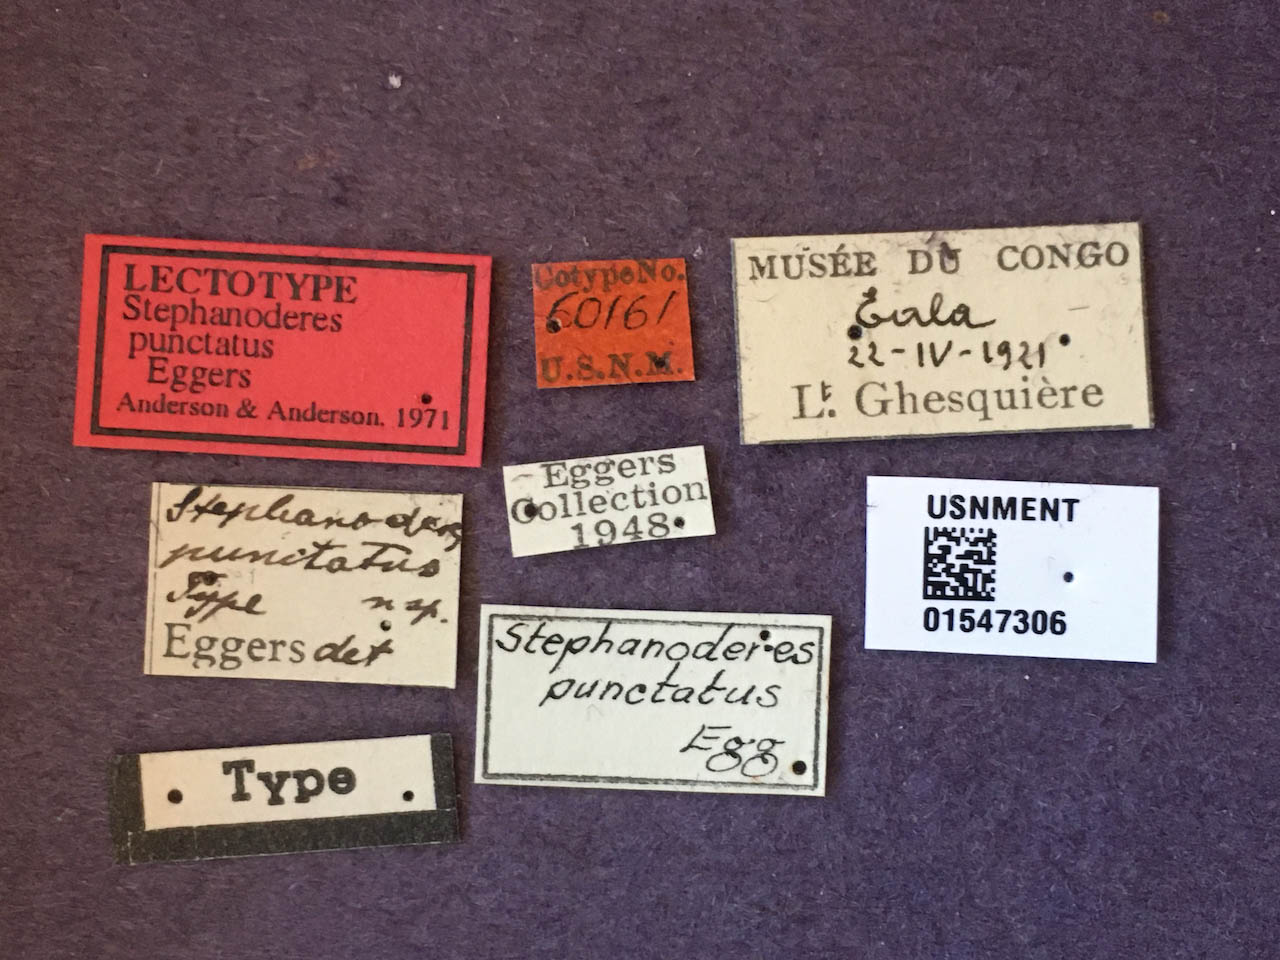 LECTOTYPE
Stephanoderes
punctatus
Eggers
Anderson & Anderson. 1971
CotypeNo.
60161
U.S.N.M.
MUSÉE DU CONGO
Eala
22-IV-1921
Lt. Ghesquière
Eggers
Collection
1948
Stephanoderes
punctatus
Type n sp.
Eggers det
USNMENT
01547306
Stephanoderes
punctatus
Egg
Type